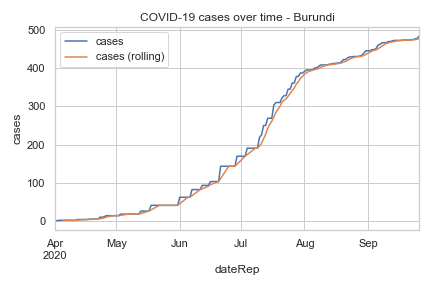 COVID-19 cases over time - Burundi
cases
cases (rolling)
500
400
300
200
100
0
cases
Apr May Jun Jul Aug Sep
2020
dateRep